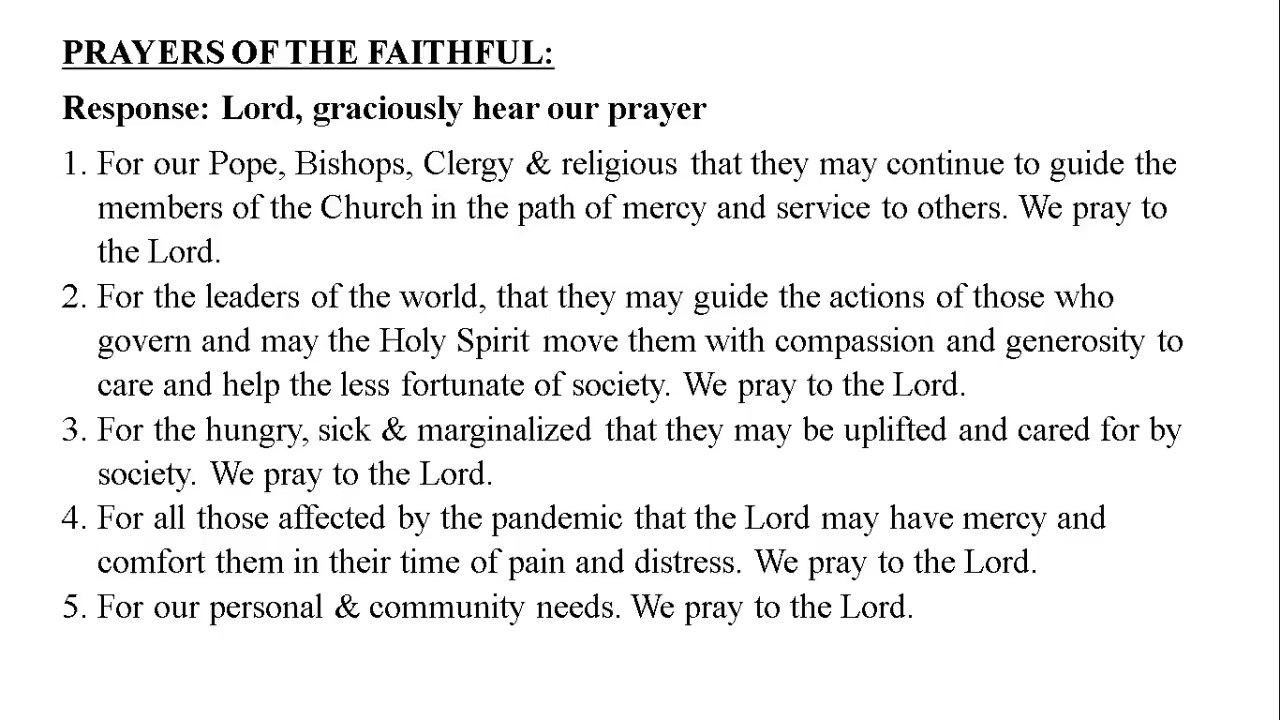 PRAYERS OF THE FAITHFUL:
Response: Lord, graciously hear our prayer
1. For our Pope, Bishops, Clergy & religious that they may continue to guide the
members of the Church in the path of mercy and service to others. We pray to
the Lord.
2. For the leaders of the world, that they may guide the actions of those who
govern and may the Holy Spirit move them with compassion and generosity to
care and help the less fortunate of society. We pray to the Lord.
3. For the hungry, sick & marginalized that they may be uplifted and cared for by
society. We pray to the Lord.
4. For all those affected by the pandemic that the Lord may have mercy and
comfort them in their time of pain and distress. We pray to the Lord.
5. For our personal & community needs. We pray to the Lord.